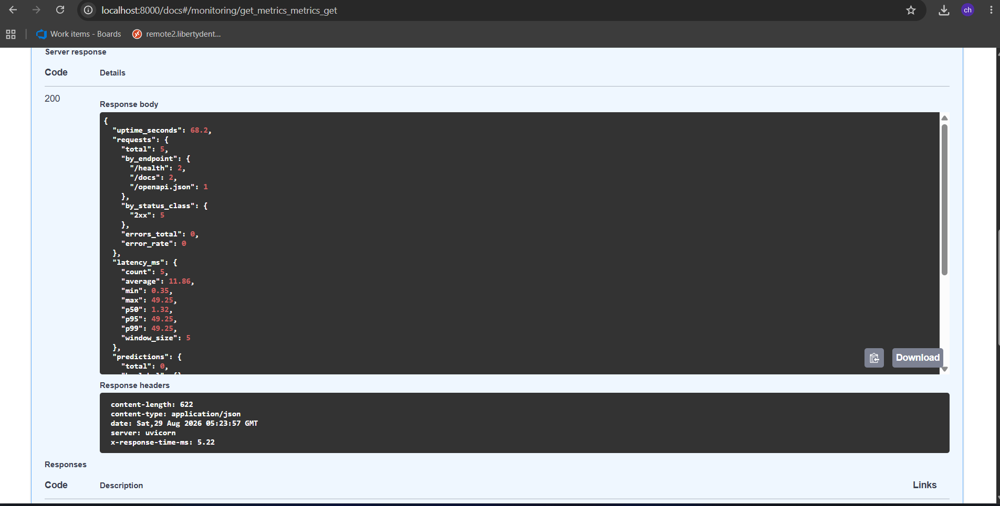 localhost:8000/docs#/monitoring/get_metrics_metrics_get
ch
Work items - Boards
remote2.libertydent...
Server response
Code Details
200
Response body
{
  "uptime_seconds": 68.2,
  "requests": {
    "total": 5,
    "by_endpoint": {
      "/health": 2,
      "/docs": 2,
      "/openapi.json": 1
    },
    "by_status_class": {
      "2xx": 5
    },
    "errors_total": 0,
    "error_rate": 0
  },
  "latency_ms": {
    "count": 5,
    "average": 11.86,
    "min": 0.35,
    "max": 49.25,
    "p50": 1.32,
    "p95": 49.25,
    "p99": 49.25,
    "window_size": 5
  },
  "predictions": {
    "total": 0,
Download
Response headers
content-length: 622
content-type: application/json
date: Sat,29 Aug 2026 05:23:57 GMT
server: uvicorn
x-response-time-ms: 5.22
Responses
Code Description Links